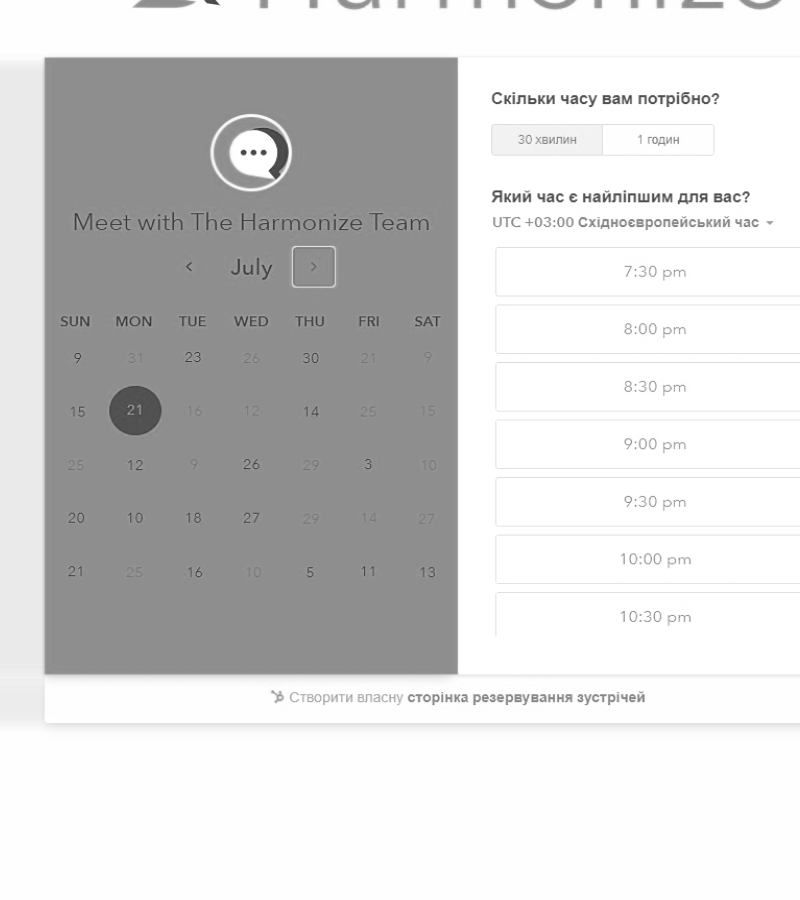 Harmonize
Meet with The Harmonize Team
July
SUN MON TUE WED THU FRI SAT
9 31 23 26 30 21 9
15 21 16 12 14 25 15
25 12 9 26 29 3 10
20 10 18 27 29 14 27
21 25 16 10 5 11 13
Скільки часу вам потрібно?
30 хвилин 1 годин
Який час є найліпшим для вас?
UTC +03:00 Східноєвропейський час
7:30 pm
8:00 pm
8:30 pm
9:00 pm
9:30 pm
10:00 pm
10:30 pm
Створити власну сторінка резервування зустрічей